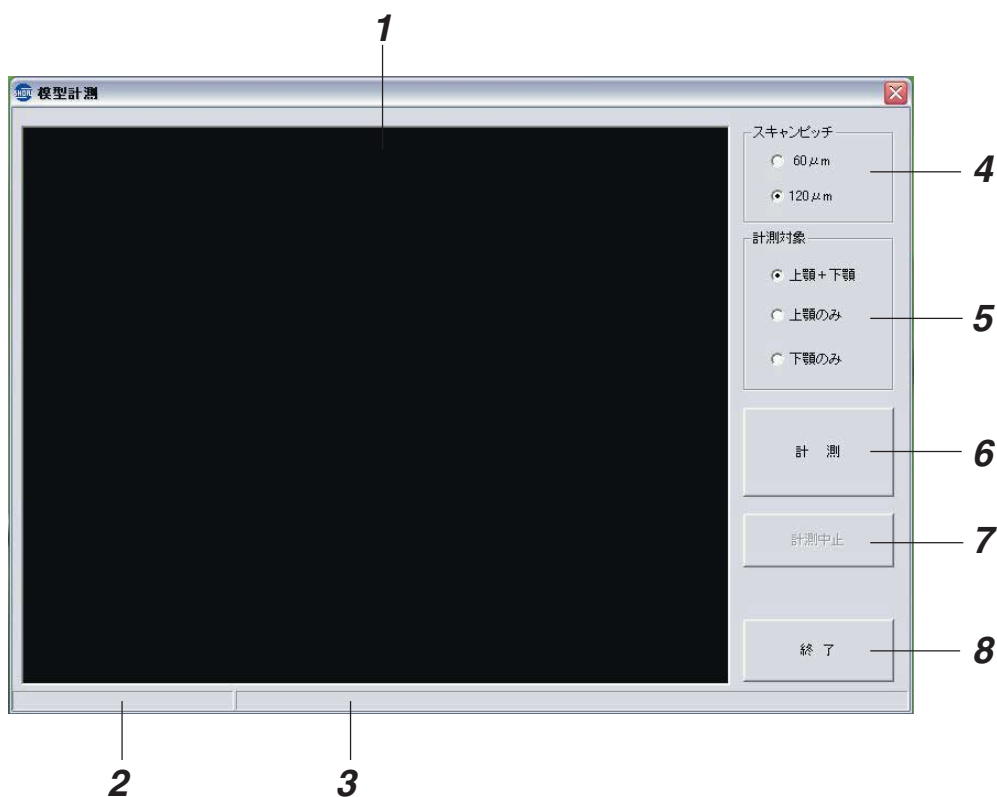 1
模型計測
スキャンピッチ
60μm
120μm
4
計測対象
上顎+下顎
上顎のみ
下顎のみ
5
計 測
6
計測中止
7
終 了
8
2
3